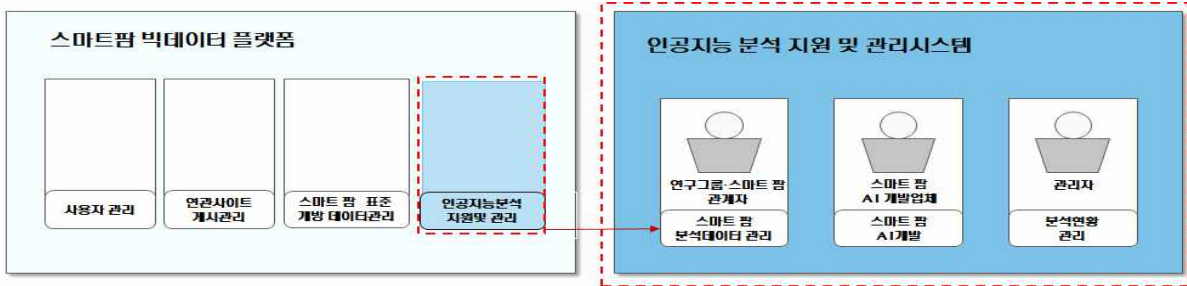 스마트팜 빅데이터 플랫폼
사용자 관리
연관사이트
게시관리
스마트 팜 표준
개방 데이터관리
인공지능분석
지원및 관리
인공지능 분석 지원 및 관리시스템
연구그룹·스마트 팜
관계자
스마트 팜
분석데이터 관리
스마트 팜
AI 개발업체
스마트 팜
AI개발
관리자
분석현황
관리